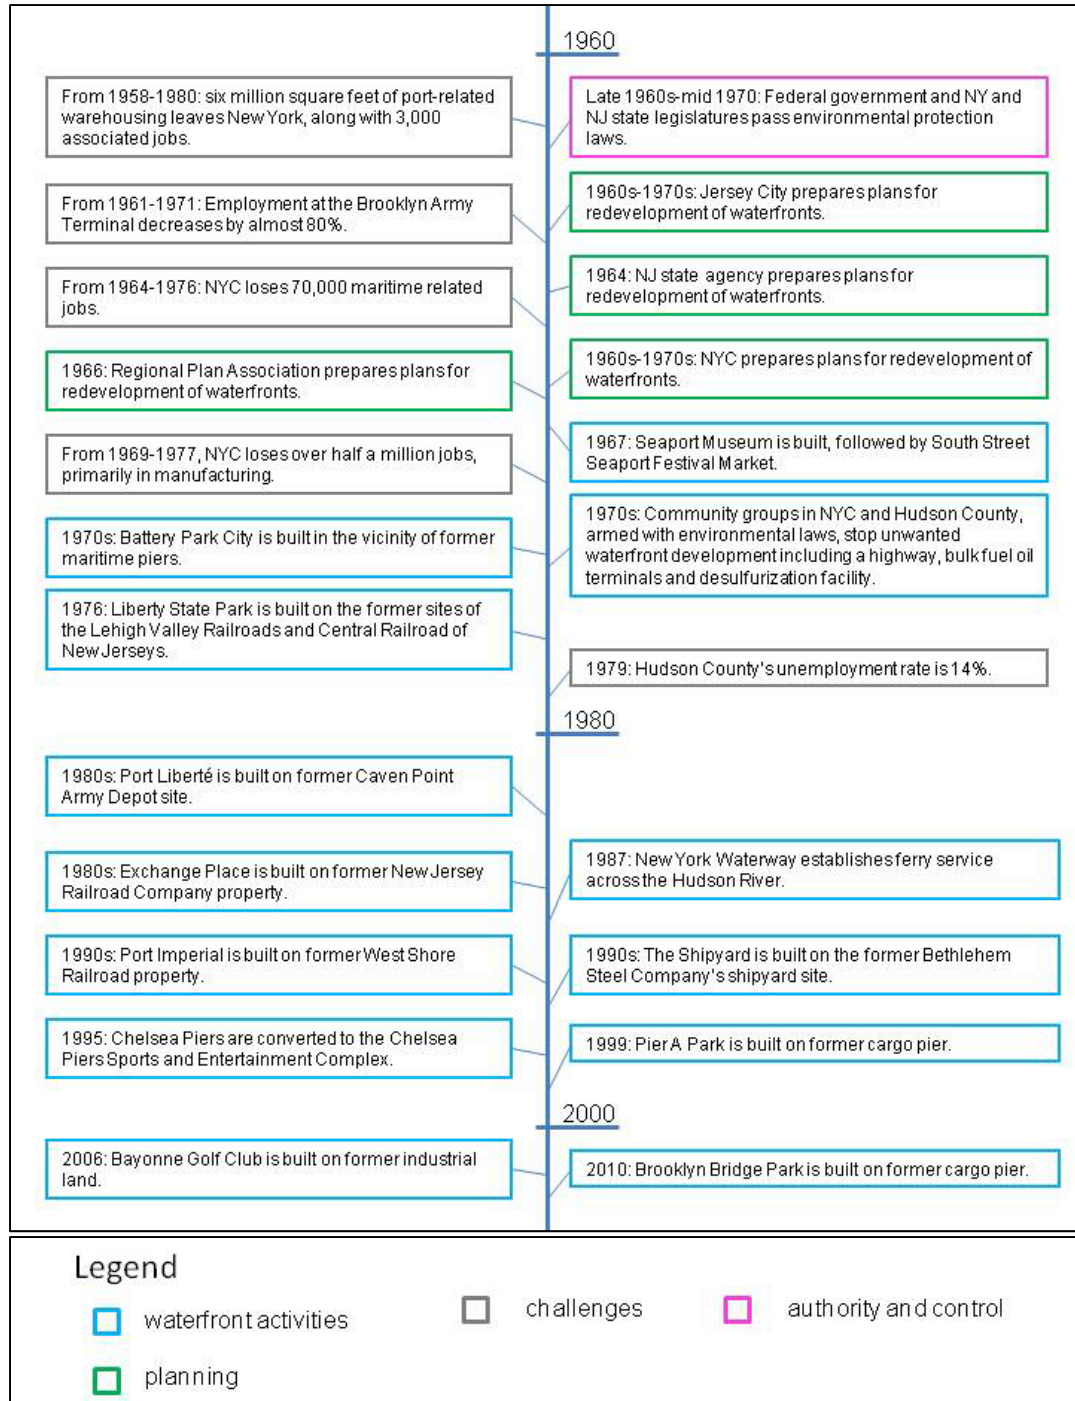 1960
From 1958-1980: six million square feet of port-related
warehousing leaves New York, along with 3,000
associated jobs.
Late 1960s-mid 1970: Federal government and NY and
NJ state legislatures pass environmental protection
laws.
From 1961-1971: Employment at the Brooklyn Army
Terminal decreases by almost 80%.
1960s-1970s: Jersey City prepares plans for
redevelopment of waterfronts.
From 1964-1976: NYC loses 70,000 maritime related
jobs.
1964: NJ state agency prepares plans for
redevelopment of waterfronts.
1966: Regional Plan Association prepares plans for
redevelopment of waterfronts.
1960s-1970s: NYC prepares plans for redevelopment of
waterfronts.
From 1969-1977, NYC loses over half a million jobs,
primarily in manufacturing.
1967: Seaport Museum is built, followed by South Street
Seaport Festival Market.
1970s: Battery Park City is built in the vicinity of former
maritime piers.
1970s: Community groups in NYC and Hudson County,
armed with environmental laws, stop unwanted
waterfront development including a highway, bulk fuel oil
terminals and desulfurization facility.
1976: Liberty State Park is built on the former sites of
the Lehigh Valley Railroads and Central Railroad of
New Jerseys.
1979: Hudson County's unemployment rate is 14%.
1980
1980s: Port Liberté is built on former Caven Point
Army Depot site.
1980s: Exchange Place is built on former New Jersey
Railroad Company property.
1987: New York Waterway establishes ferry service
across the Hudson River.
1990s: Port Imperial is built on former West Shore
Railroad property.
1990s: The Shipyard is built on the former Bethlehem
Steel Company's shipyard site.
1995: Chelsea Piers are converted to the Chelsea
Piers Sports and Entertainment Complex.
1999: Pier A Park is built on former cargo pier.
2000
2006: Bayonne Golf Club is built on former industrial
land.
2010: Brooklyn Bridge Park is built on former cargo pier.
Legend
waterfront activities
challenges
authority and control
planning